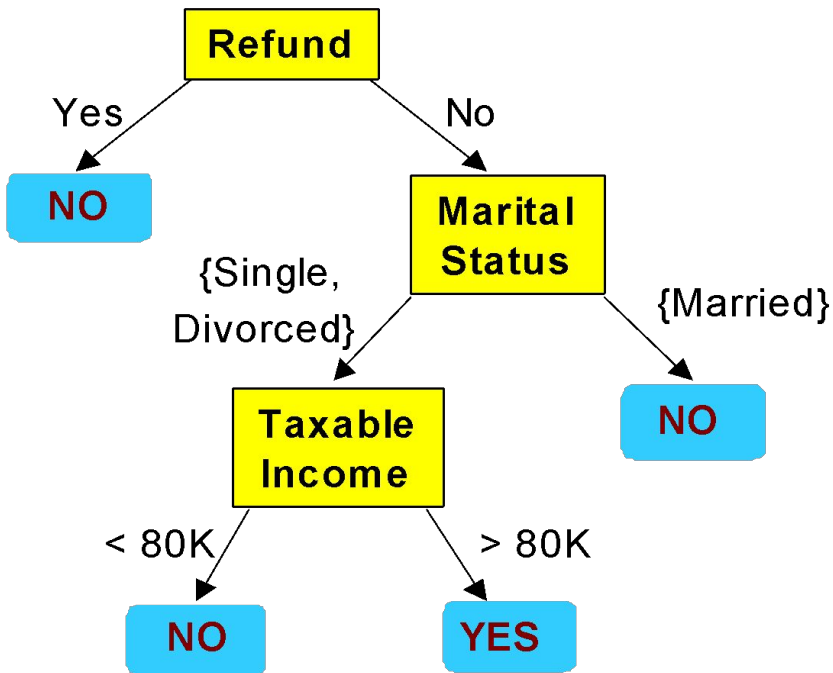 Refund
Yes
No
NO
Marital
Status
{Single,
Divorced}
{Married}
Taxable
Income
NO
< 80K
> 80K
NO
YES